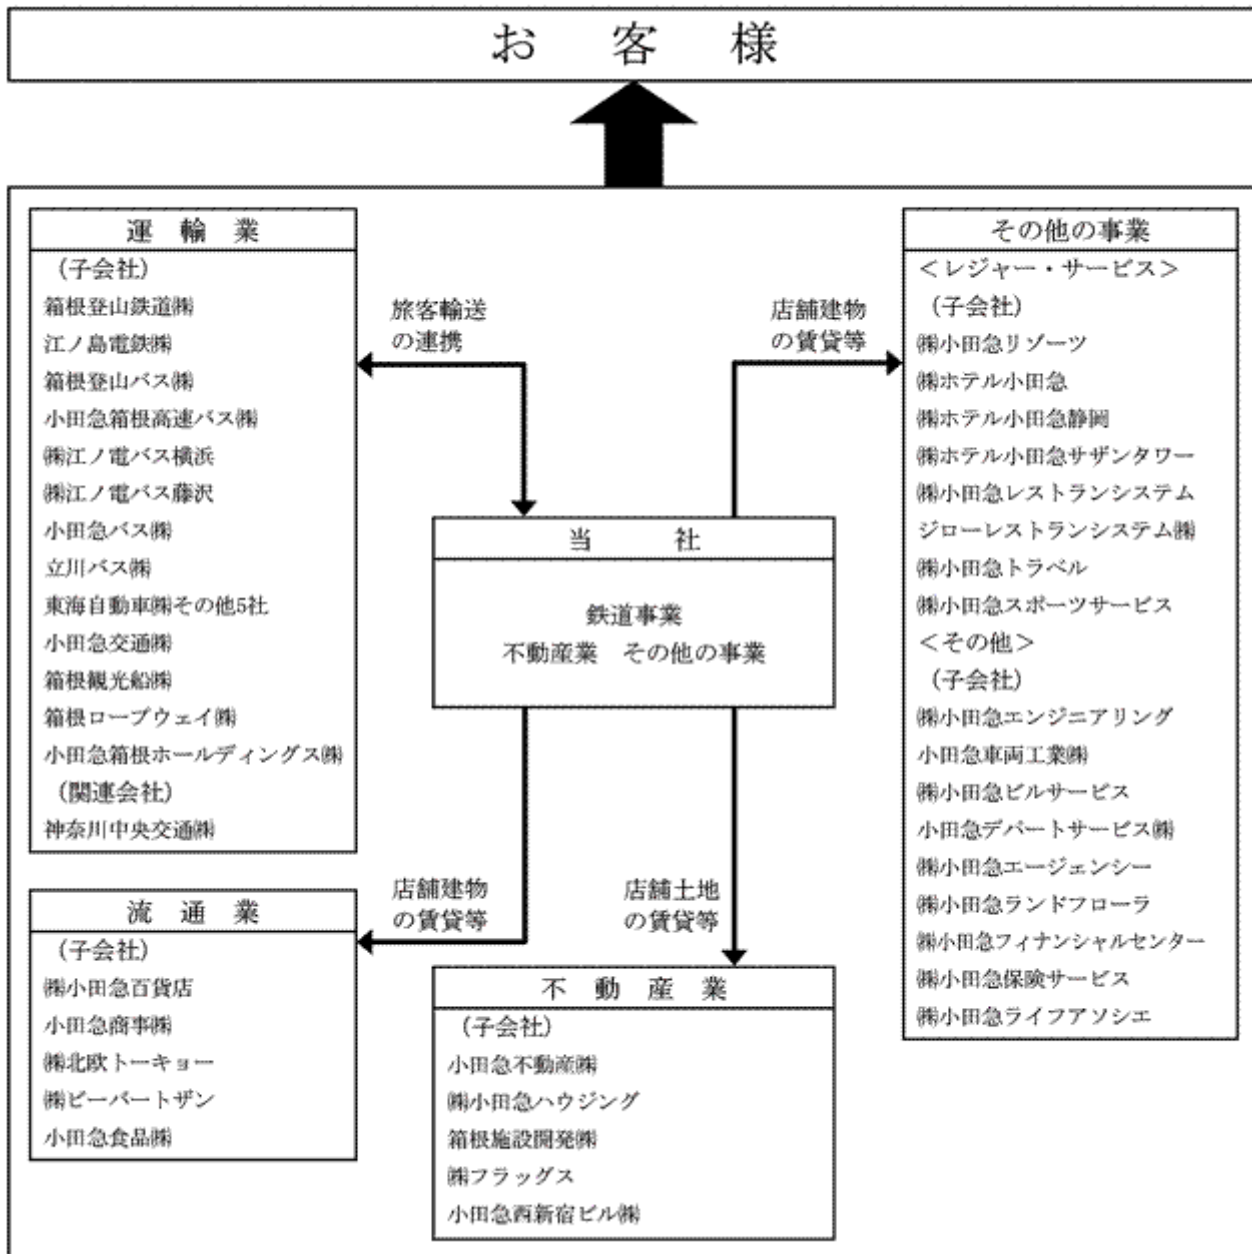 お客様
運輸業
(子会社)
箱根登山鉄道㈱
江ノ島電鉄㈱
箱根登山バス㈱
小田急箱根高速バス㈱
㈱江ノ電バス横浜
㈱江ノ電バス藤沢
小田急バス㈱
立川バス㈱
東海自動車㈱その他5社
小田急交通㈱
箱根観光船㈱
箱根ロープウェイ㈱
小田急箱根ホールディングス㈱
(関連会社)
神奈川中央交通㈱
旅客輸送
の連携
店舗建物
の賃貸等
その他の事業
<レジャー・サービス>
(子会社)
㈱小田急リゾーツ
㈱ホテル小田急
㈱ホテル小田急静岡
㈱ホテル小田急サザンタワー
㈱小田急レストランシステム
ジローレストランシステム㈱
㈱小田急トラベル
㈱小田急スポーツサービス
<その他>
(子会社)
㈱小田急エンジニアリング
小田急車両工業㈱
㈱小田急ビルサービス
小田急デパートサービス㈱
㈱小田急エージェンシー
㈱小田急ランドフローラ
㈱小田急フィナンシャルセンター
㈱小田急保険サービス
㈱小田急ライフアソシエ
当社
鉄道事業
不動産業 その他の事業
流通業
(子会社)
㈱小田急百貨店
小田急商事㈱
㈱北欧トーキョー
㈱ビーバートザン
小田急食品㈱
店舗建物
の賃貸等
店舗土地
の賃貸等
不動産業
(子会社)
小田急不動産㈱
㈱小田急ハウジング
箱根施設開発㈱
㈱フラッグス
小田急西新宿ビル㈱